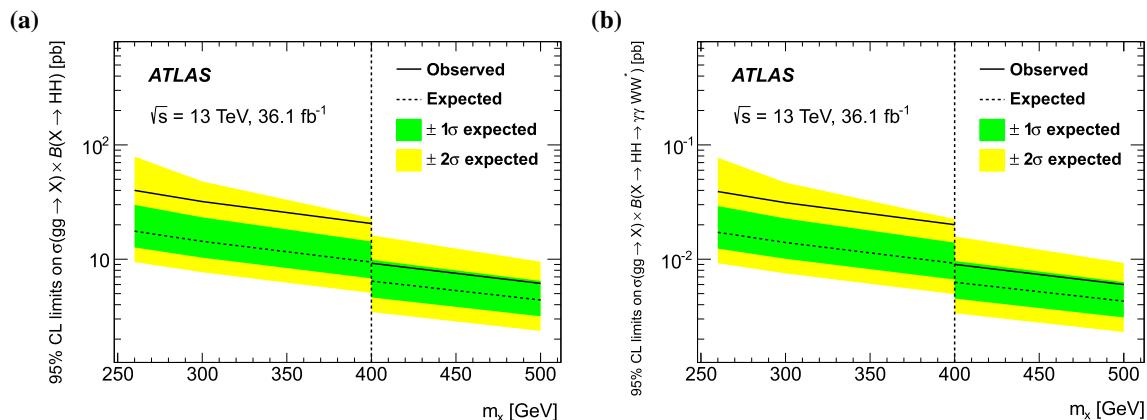 (a)
95% CL limits on σ(gg → X) × B(X → HH) [pb]
ATLAS
√s = 13 TeV, 36.1 fb⁻¹
Observed
Expected
± 1σ expected
± 2σ expected
10²
10
250 300 350 400 450 500
mₓ [GeV]
(b)
95% CL limits on σ(gg → X) × B(X → HH → γγ WW*) [pb]
ATLAS
√s = 13 TeV, 36.1 fb⁻¹
Observed
Expected
± 1σ expected
± 2σ expected
10⁻¹
10⁻²
250 300 350 400 450 500
mₓ [GeV]